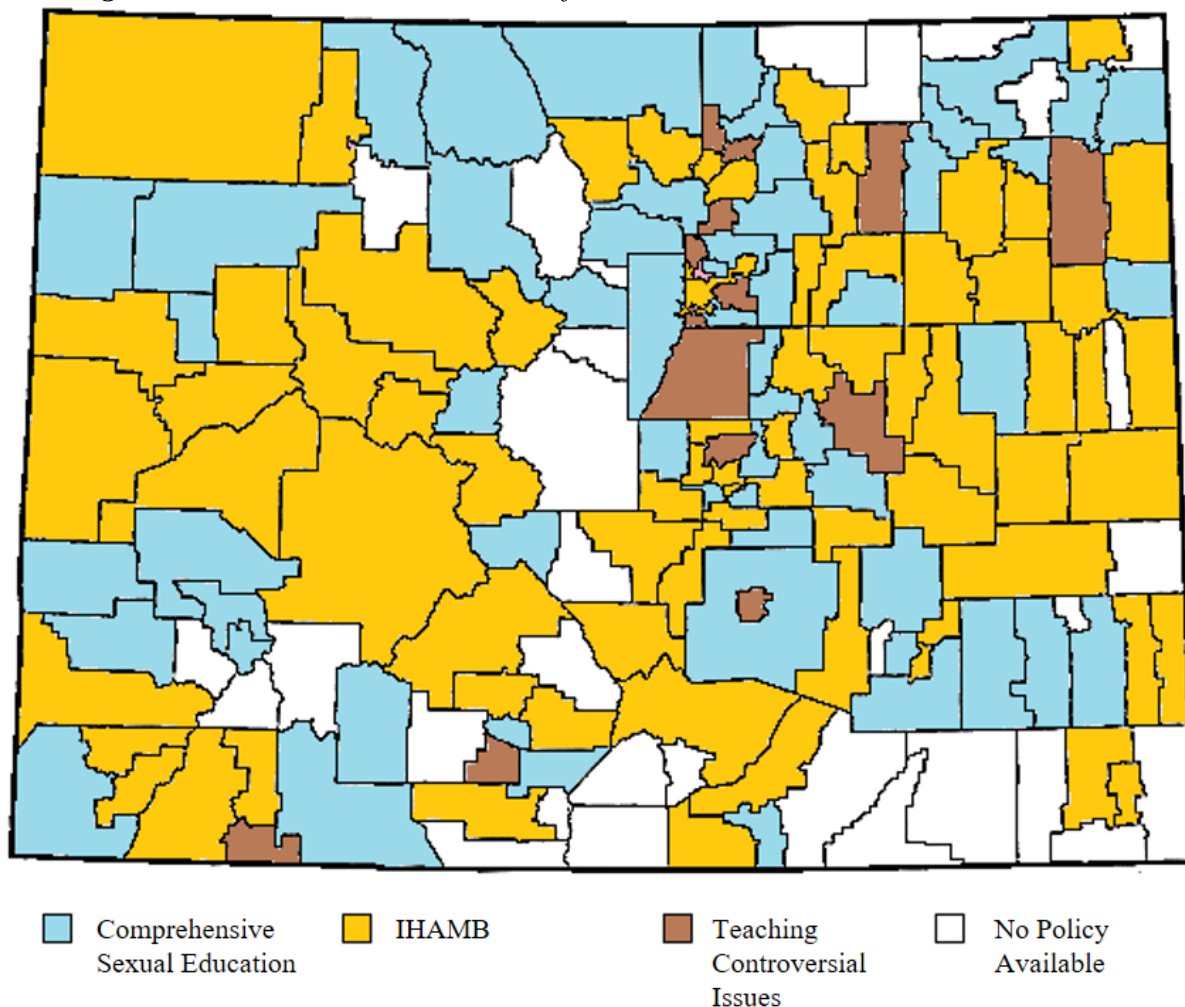 Comprehensive
Sexual Education
IHAMB
Teaching
Controversial
Issues
No Policy
Available